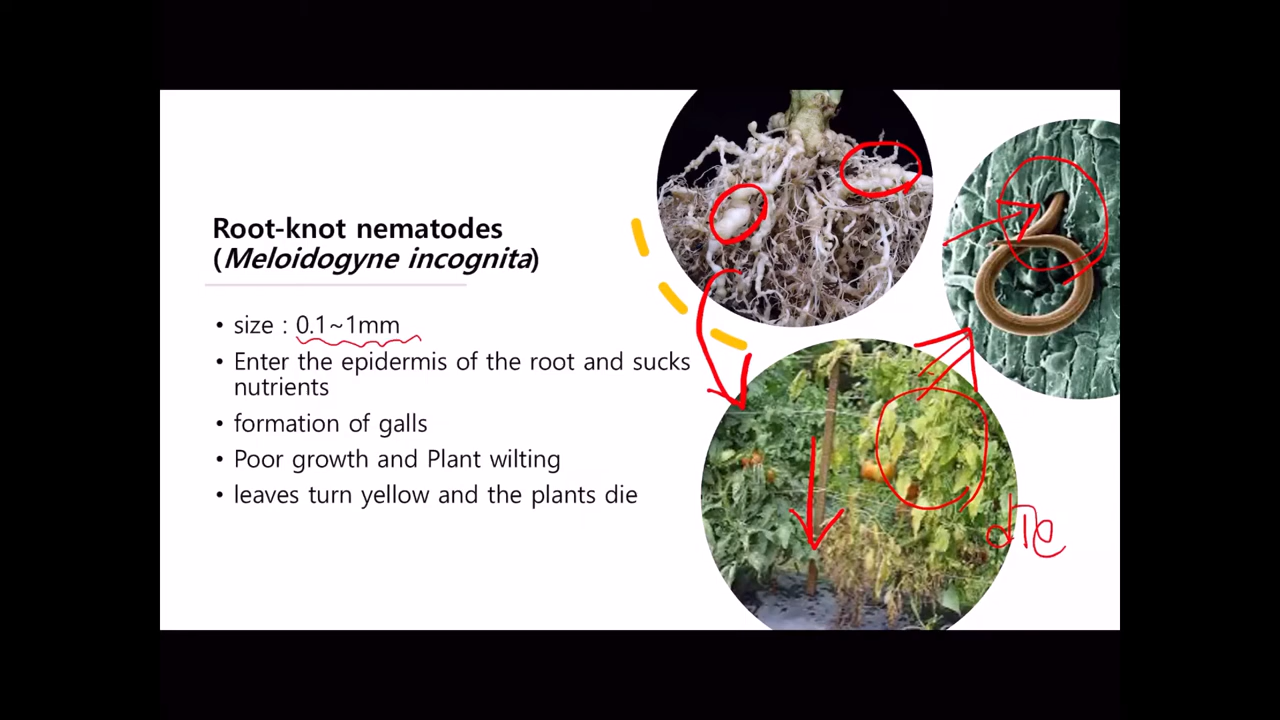 Root-knot nematodes
(Meloidogyne incognita)
• size : 0.1~1mm
• Enter the epidermis of the root and sucks
nutrients
• formation of galls
• Poor growth and Plant wilting
• leaves turn yellow and the plants die
die